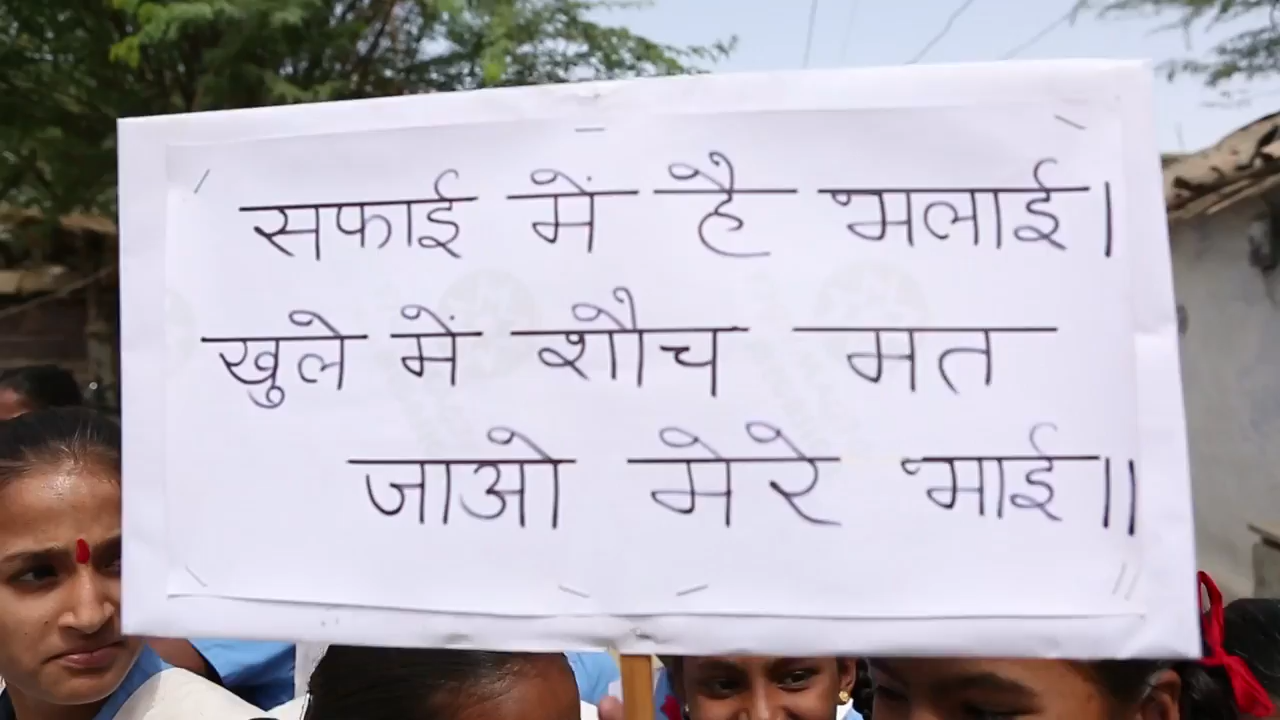 सफाई में है भलाई।
खुले में शौच मत
जाओ मेरे भाई॥